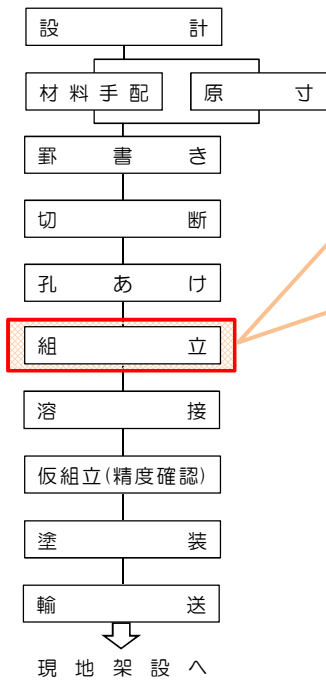 設計
材料手配 原寸
罫書き
切断
孔あけ
組立
溶接
仮組立(精度確認)
塗装
輸送
現地架設へ